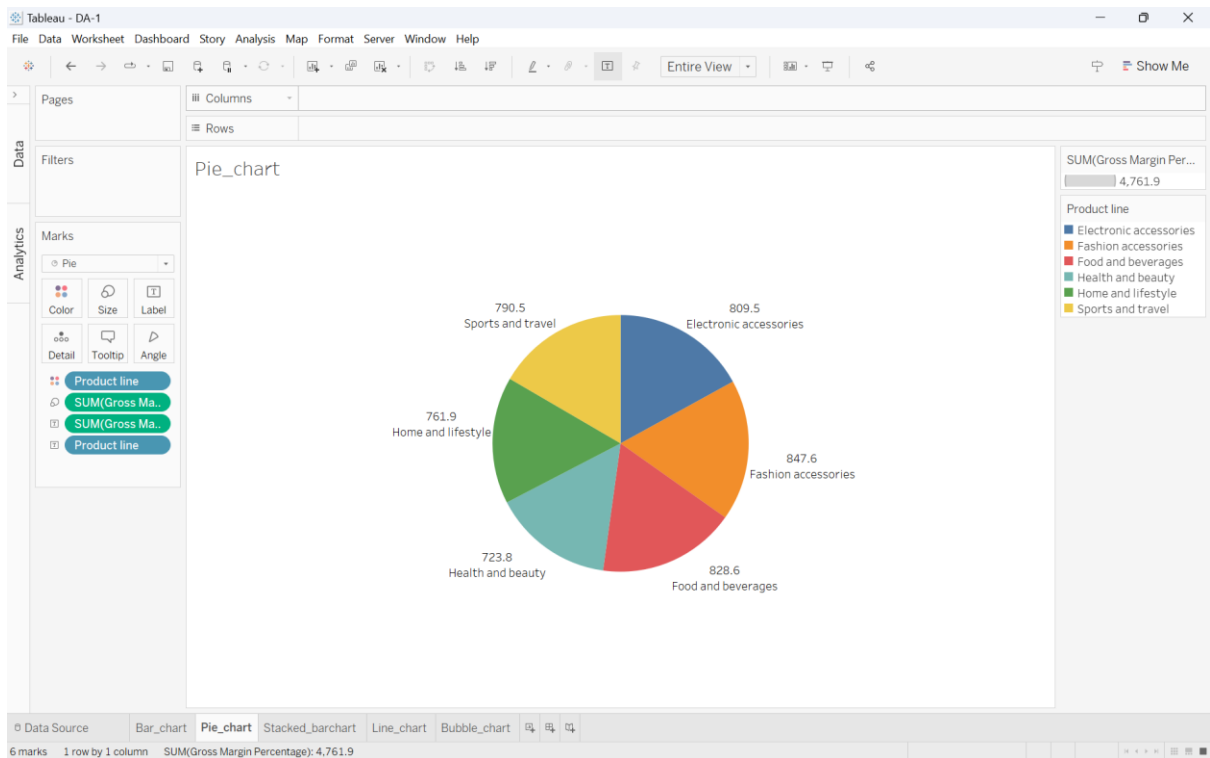 Tableau - DA-1
File Data Worksheet Dashboard Story Analysis Map Format Server Window Help
Entire View
Show Me
Pages
iii Columns
Rows
Data
Filters
Analytics
Marks
Pie
Color Size Label
Detail Tooltip Angle
Product line
SUM(Gross Ma..
SUM(Gross Ma..
Product line
Pie_chart
790.5
Sports and travel
809.5
Electronic accessories
761.9
Home and lifestyle
847.6
Fashion accessories
723.8
Health and beauty
828.6
Food and beverages
SUM(Gross Margin Per...
4,761.9
Product line
Electronic accessories
Fashion accessories
Food and beverages
Health and beauty
Home and lifestyle
Sports and travel
Data Source Bar_chart Pie_chart Stacked_barchart Line_chart Bubble_chart
6 marks 1 row by 1 column SUM(Gross Margin Percentage): 4,761.9